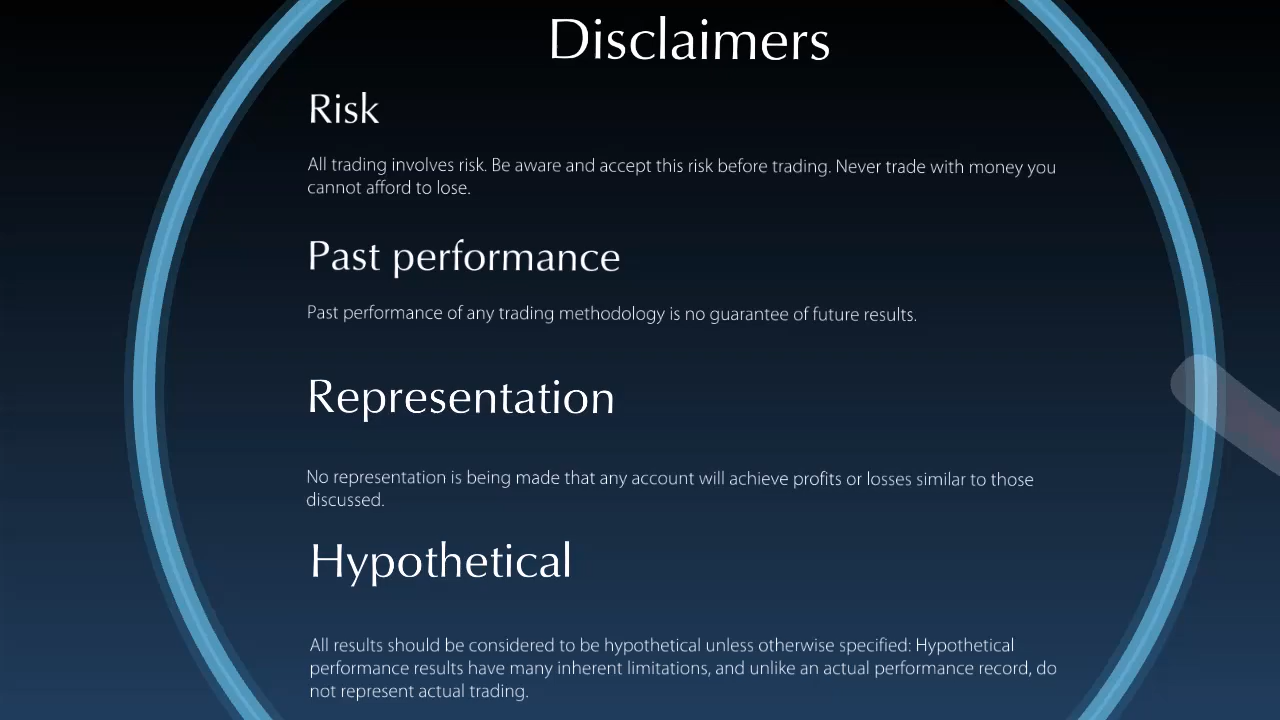 Disclaimers
Risk
All trading involves risk. Be aware and accept this risk before trading. Never trade with money you
cannot afford to lose.
Past performance
Past performance of any trading methodology is no guarantee of future results.
Representation
No representation is being made that any account will achieve profits or losses similar to those
discussed.
Hypothetical
All results should be considered to be hypothetical unless otherwise specified: Hypothetical
performance results have many inherent limitations, and unlike an actual performance record, do
not represent actual trading.